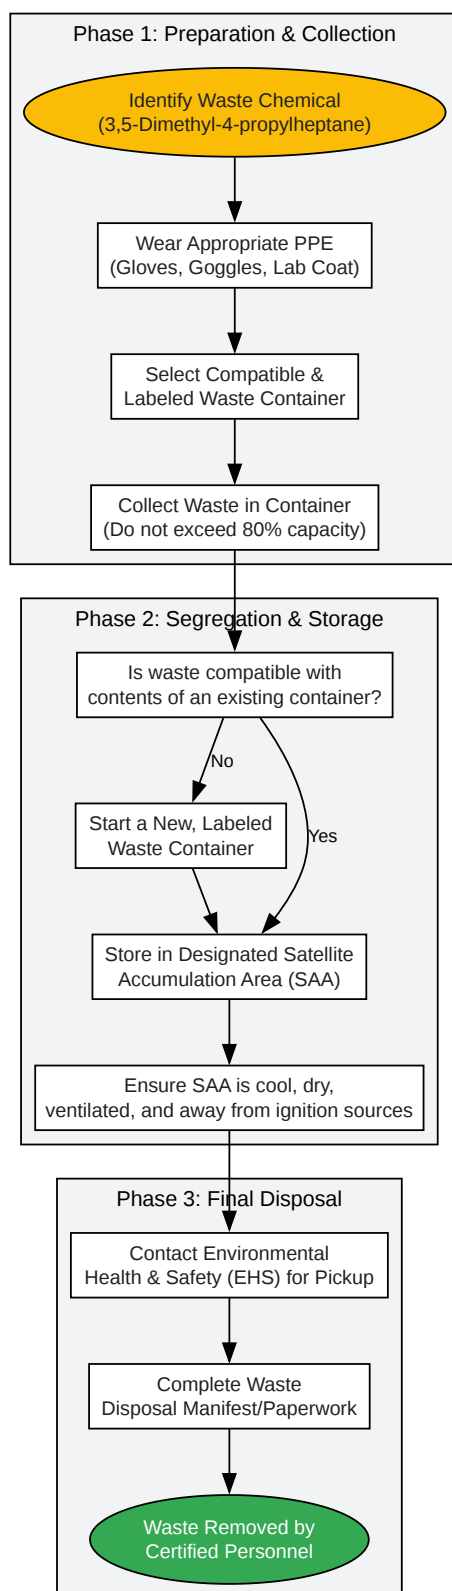 Phase 1: Preparation & Collection
Identify Waste Chemical
(3,5-Dimethyl-4-propylheptane)
Wear Appropriate PPE
(Gloves, Goggles, Lab Coat)
Select Compatible &
Labeled Waste Container
Collect Waste in Container
(Do not exceed 80% capacity)
Phase 2: Segregation & Storage
Is waste compatible with
contents of an existing container?
No
Start a New, Labeled
Waste Container
Yes
Store in Designated Satellite
Accumulation Area (SAA)
Ensure SAA is cool, dry,
ventilated, and away from ignition sources
Phase 3: Final Disposal
Contact Environmental
Health & Safety (EHS) for Pickup
Complete Waste
Disposal Manifest/Paperwork
Waste Removed by
Certified Personnel